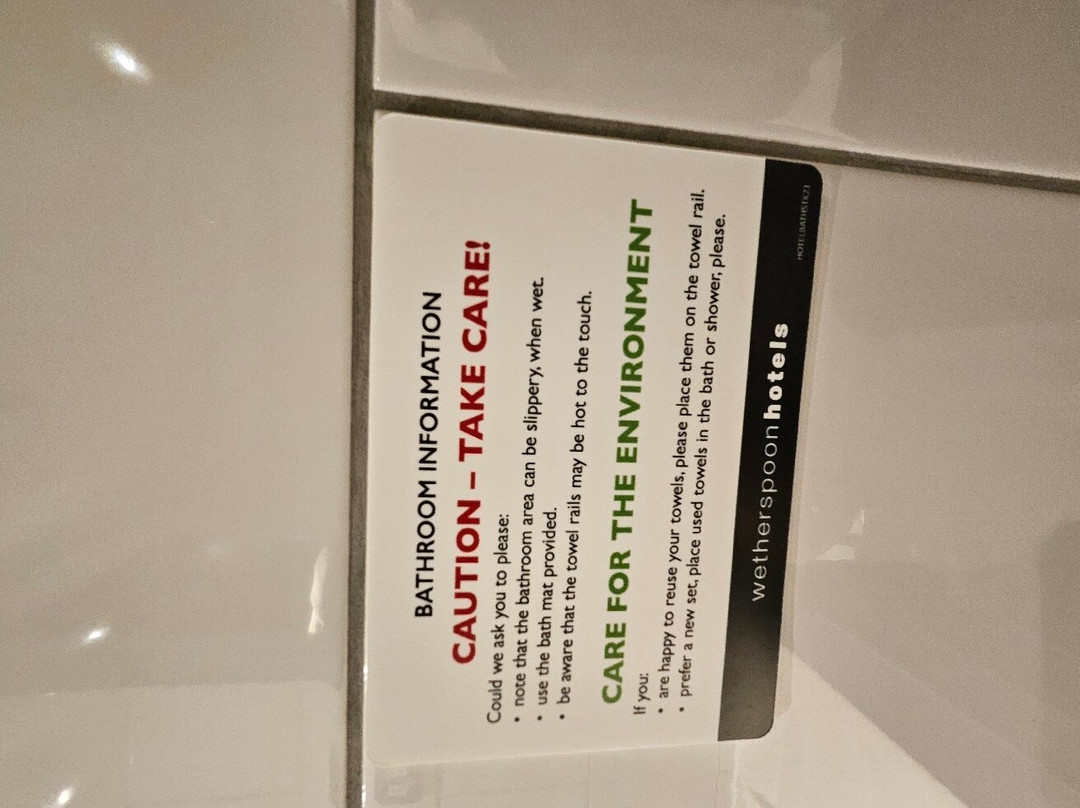 BATHROOM INFORMATION
CAUTION – TAKE CARE!
Could we ask you to please:
• note that the bathroom area can be slippery, when wet.
• use the bath mat provided.
• be aware that the towel rails may be hot to the touch.
CARE FOR THE ENVIRONMENT
If you:
• are happy to reuse your towels, please place them on the towel rail.
• prefer a new set, place used towels in the bath or shower, please.
wetherspoonhotels